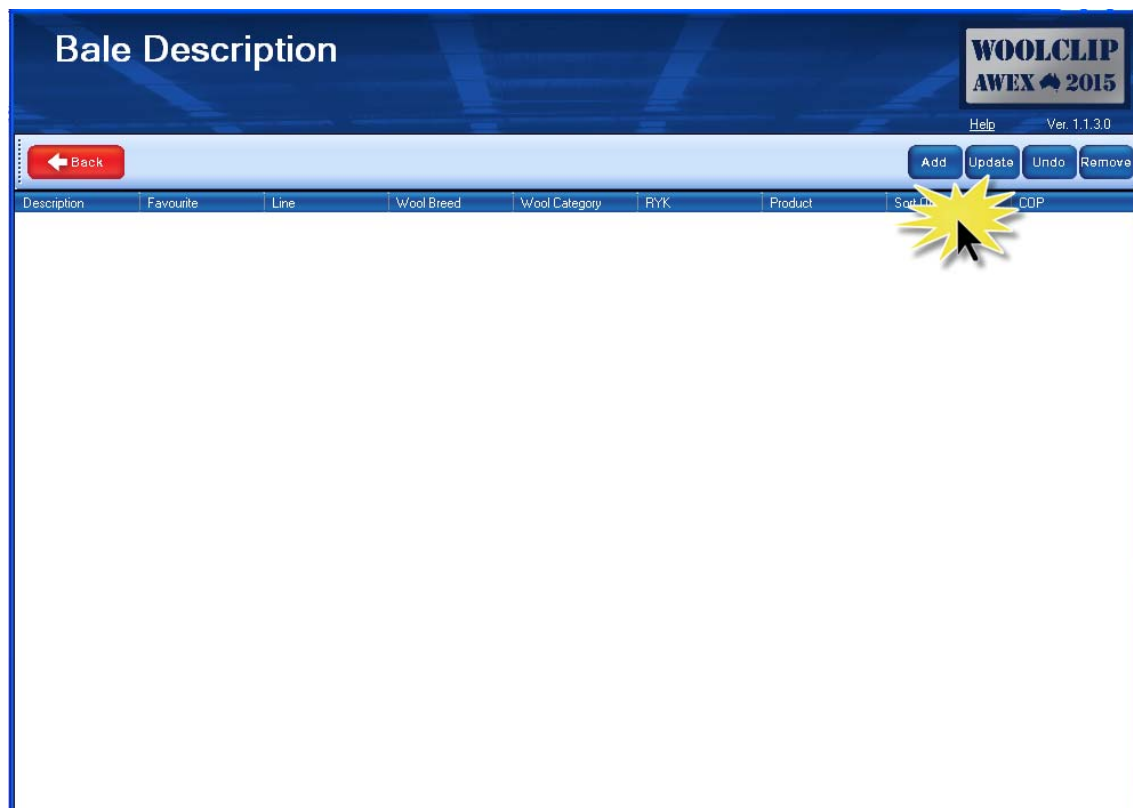 Bale Description
WOOLCLIP
AWEX 2015
Help Ver. 1.1.3.0
Back Add Update Undo Remove
Description Favourite Line Wool Breed Wool Category RYK Product Sort COP